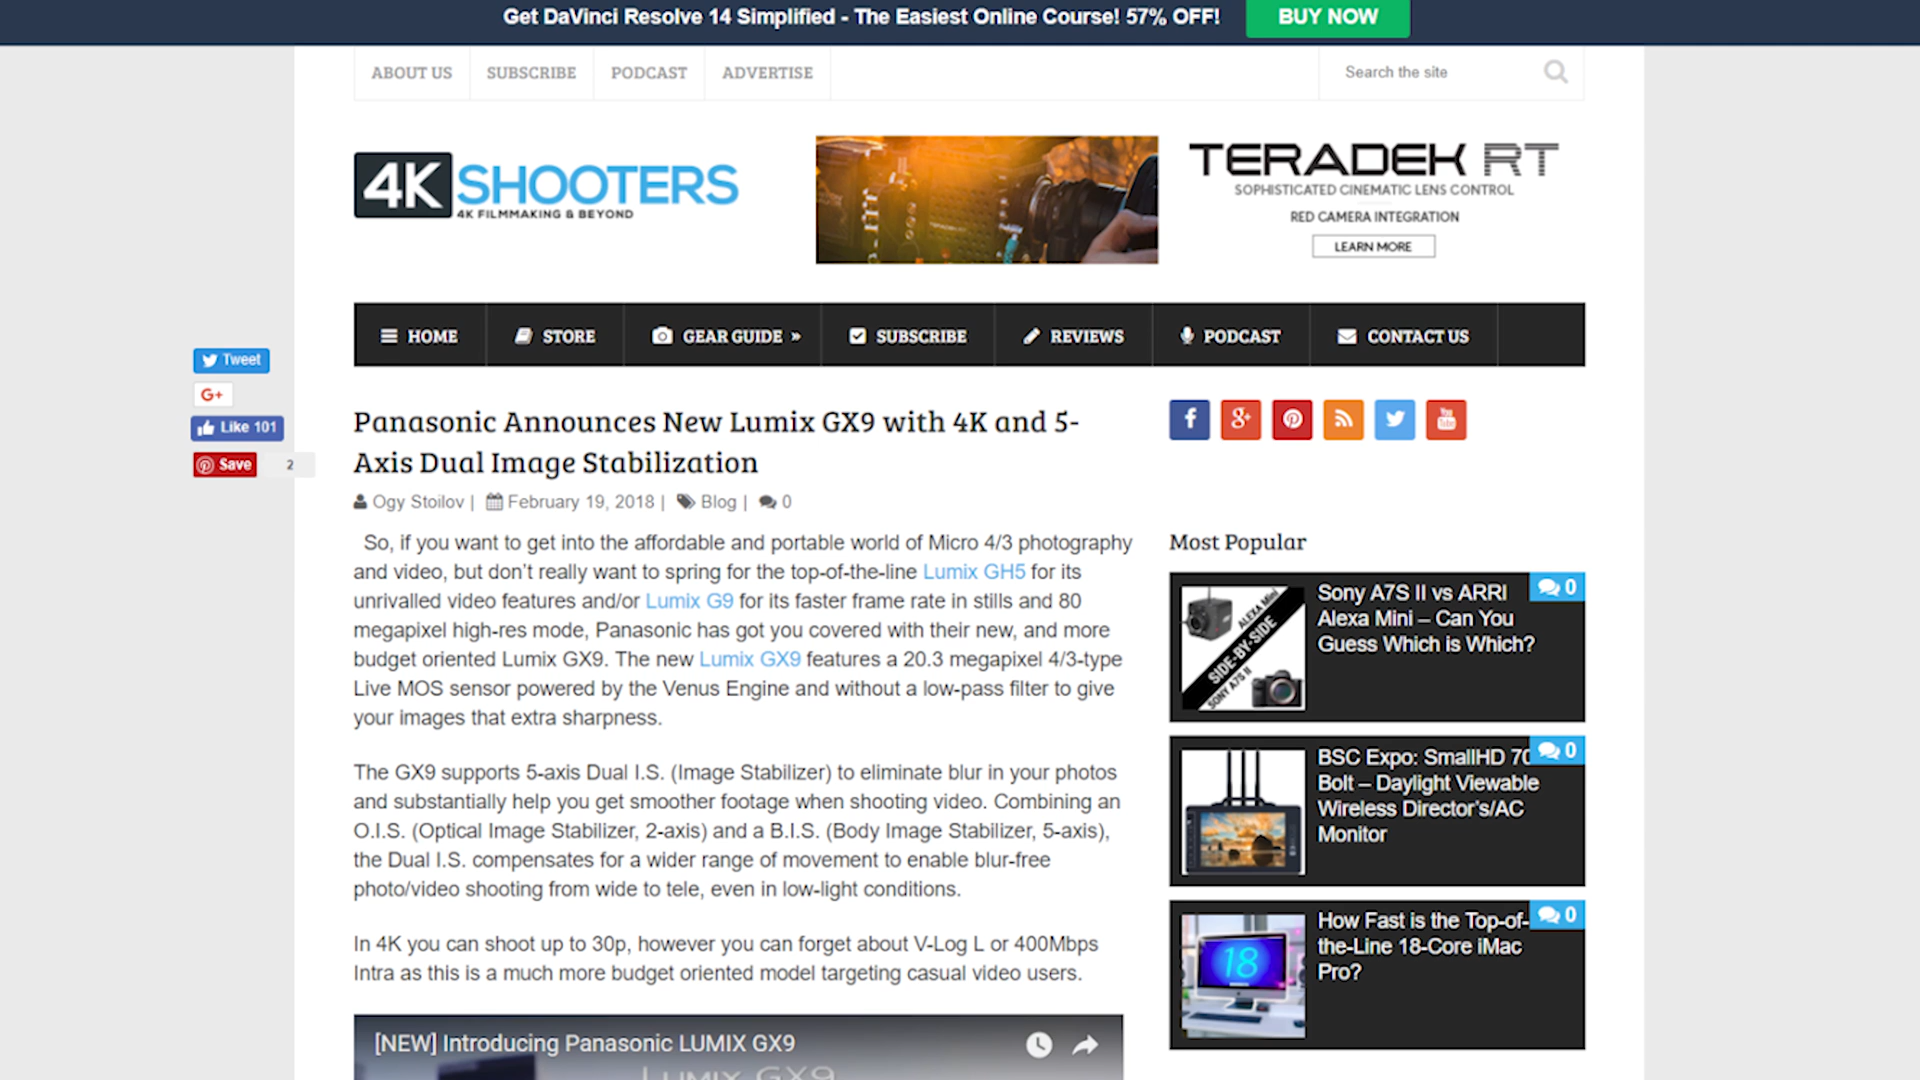 Get DaVinci Resolve 14 Simplified - The Easiest Online Course! 57% OFF!
BUY NOW
ABOUT US
SUBSCRIBE
PODCAST
ADVERTISE
Search the site
4K SHOOTERS
4K FILMMAKING & BEYOND
TERADEK RT
SOPHISTICATED CINEMATIC LENS CONTROL
RED CAMERA INTEGRATION
LEARN MORE
HOME
STORE
GEAR GUIDE »
SUBSCRIBE
REVIEWS
PODCAST
CONTACT US
Tweet
G+
Like 101
Save 2
Panasonic Announces New Lumix GX9 with 4K and 5-
Axis Dual Image Stabilization
Ogy Stoilov | February 19, 2018 | Blog | 0
So, if you want to get into the affordable and portable world of Micro 4/3 photography
and video, but don't really want to spring for the top-of-the-line Lumix GH5 for its
unrivalled video features and/or Lumix G9 for its faster frame rate in stills and 80
megapixel high-res mode, Panasonic has got you covered with their new, and more
budget oriented Lumix GX9. The new Lumix GX9 features a 20.3 megapixel 4/3-type
Live MOS sensor powered by the Venus Engine and without a low-pass filter to give
your images that extra sharpness.
The GX9 supports 5-axis Dual I.S. (Image Stabilizer) to eliminate blur in your photos
and substantially help you get smoother footage when shooting video. Combining an
O.I.S. (Optical Image Stabilizer, 2-axis) and a B.I.S. (Body Image Stabilizer, 5-axis),
the Dual I.S. compensates for a wider range of movement to enable blur-free
photo/video shooting from wide to tele, even in low-light conditions.
In 4K you can shoot up to 30p, however you can forget about V-Log L or 400Mbps
Intra as this is a much more budget oriented model targeting casual video users.
[NEW] Introducing Panasonic LUMIX GX9
LUMIX GX9
f
g+
You Tube
Most Popular
ALEXA Mini
SIDE-BY-SIDE
SONY A7S II
Sony A7S II vs ARRI
Alexa Mini – Can You
Guess Which is Which?
0
BSC Expo: SmallHD 70
Bolt – Daylight Viewable
Wireless Director's/AC
Monitor
0
18
How Fast is the Top-of-
the-Line 18-Core iMac
Pro?
0